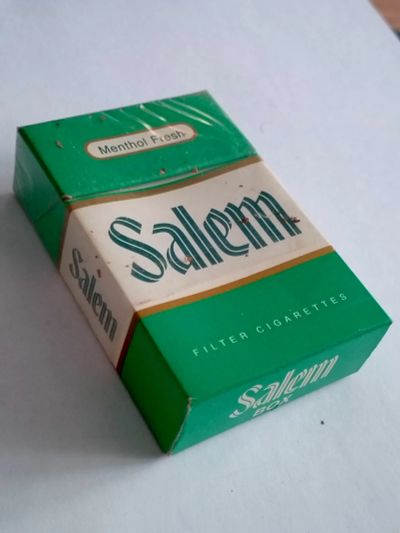 Menthol Fresh
Salem
Salem
FILTER CIGARETTES
Salem
BOX